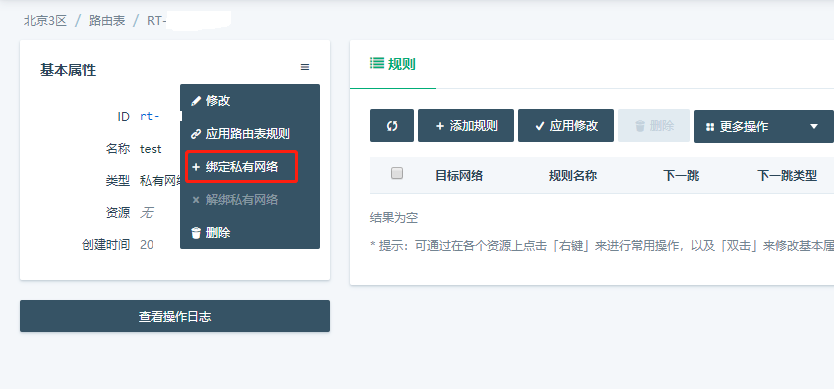 北京3区 / 路由表 / RT-
基本属性
ID rt-
名称 test
类型 私有网络
资源 无
创建时间 20
修改
应用路由表规则
绑定私有网络
解绑私有网络
删除
查看操作日志
规则
添加规则 应用修改 删除 更多操作
目标网络 规则名称 下一跳 下一跳类型
结果为空
* 提示：可通过在各个资源上点击「右键」来进行常用操作，以及「双击」来修改基本属